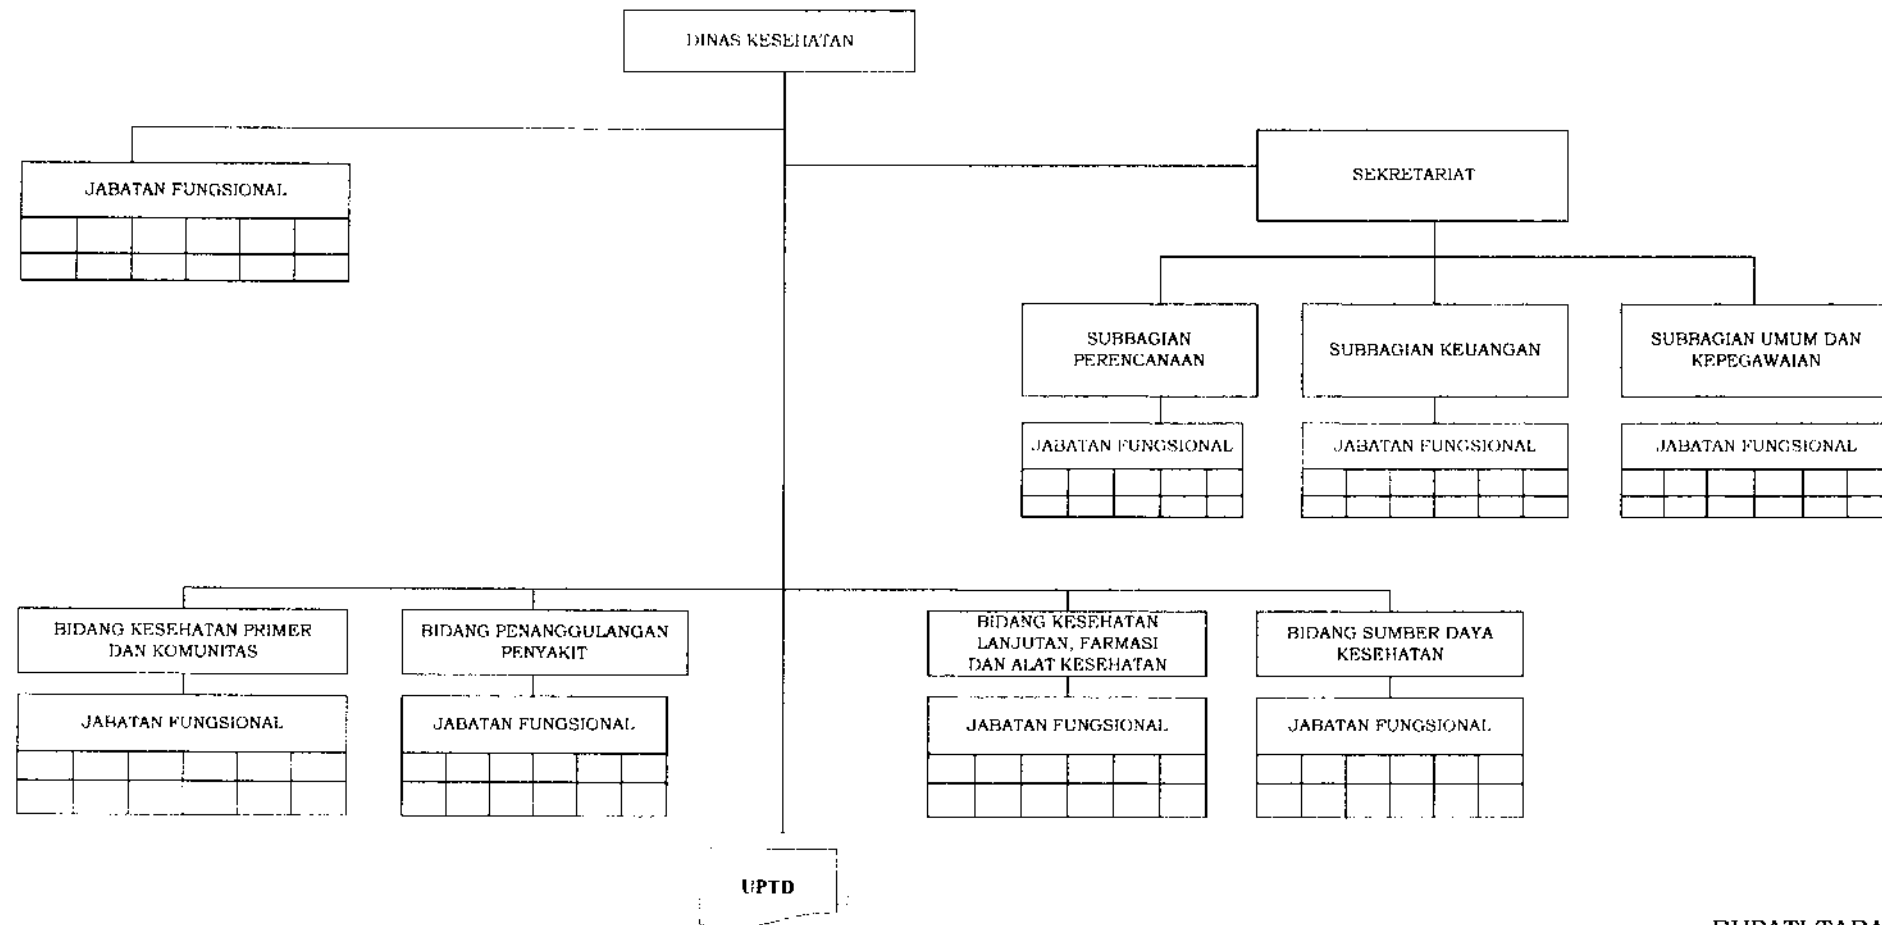 DINAS KESEHATAN
JABATAN FUNGSIONAL
SEKRETARIAT
SUBBAGIAN
PERENCANAAN
SUBBAGIAN KEUANGAN
SUBBAGIAN UMUM DAN
KEPEGAWAIAN
JABATAN FUNGSIONAL
JABATAN FUNGSIONAL
JABATAN FUNGSIONAL
BIDANG KESEHATAN PRIMER
DAN KOMUNITAS
BIDANG PENANGGULANGAN
PENYAKIT
BIDANG KESEHATAN
LANJUTAN, FARMASI
DAN ALAT KESEHATAN
BIDANG SUMBER DAYA
KESEHATAN
JABATAN FUNGSIONAL
JABATAN FUNGSIONAL
JABATAN FUNGSIONAL
JABATAN FUNGSIONAL
UPTD